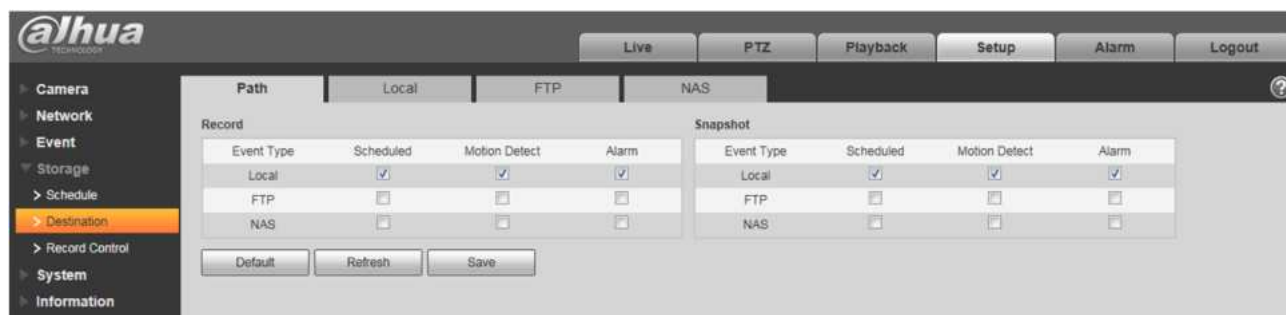 alhua
TECHNOLOGY
Live PTZ Playback Setup Alarm Logout
Camera
Network
Event
Storage
> Schedule
> Destination
> Record Control
System
Information
Path Local FTP NAS
?
Record
Event Type Scheduled Motion Detect Alarm
Local
FTP
NAS
Snapshot
Event Type Scheduled Motion Detect Alarm
Local
FTP
NAS
Default Refresh Save